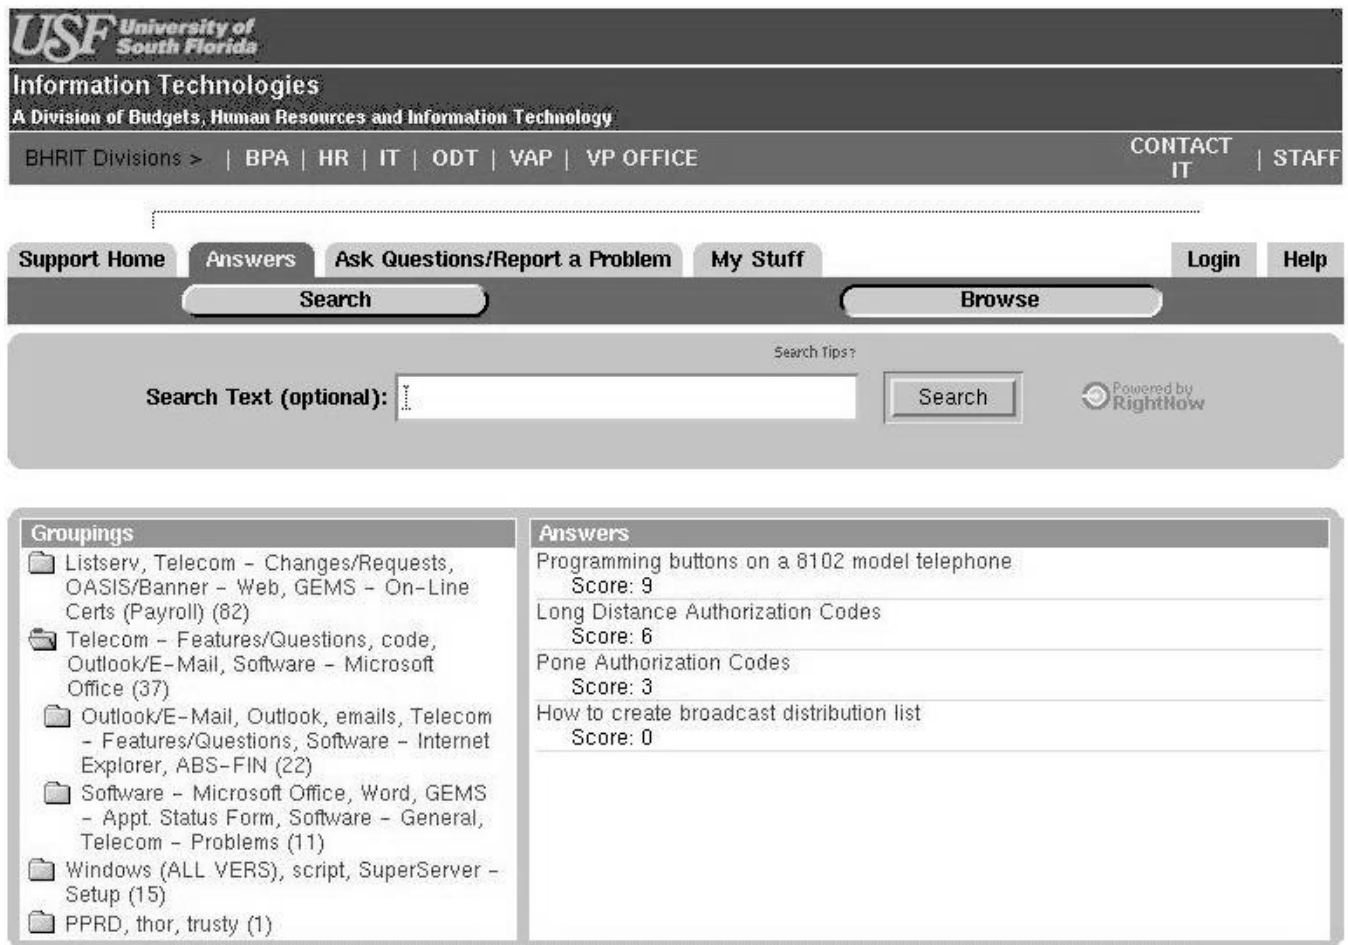 USF University of
South Florida
Information Technologies
A Division of Budgets, Human Resources and Information Technology
BHRIT Divisions > | BPA | HR | IT | ODT | VAP | VP OFFICE CONTACT IT | STAFF
Support Home Answers Ask Questions/Report a Problem My Stuff Login Help
Search Browse
Search Tips?
Search Text (optional): Search Powered by RightNow
Groupings
Listserv, Telecom - Changes/Requests,
OASIS/Banner - Web, GEMS - On-Line
Certs (Payroll) (82)
Telecom - Features/Questions, code,
Outlook/E-Mail, Software - Microsoft
Office (37)
Outlook/E-Mail, Outlook, emails, Telecom
- Features/Questions, Software - Internet
Explorer, ABS-FIN (22)
Software - Microsoft Office, Word, GEMS
- Appt. Status Form, Software - General,
Telecom - Problems (11)
Windows (ALL VERS), script, SuperServer -
Setup (15)
PPRD, thor, trusty (1)
Answers
Programming buttons on a 8102 model telephone
Score: 9
Long Distance Authorization Codes
Score: 6
Pone Authorization Codes
Score: 3
How to create broadcast distribution list
Score: 0